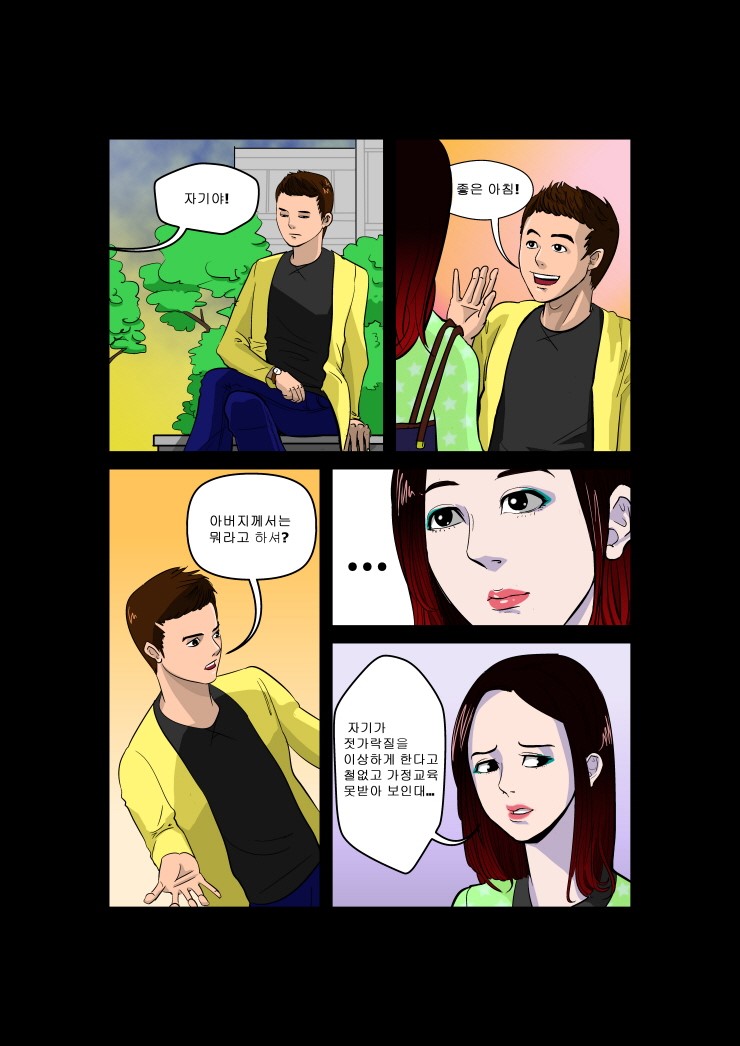 자기야!
좋은 아침!
아버지께서는
뭐라고 하셔?
...
자기가
젓가락질을
이상하게 한다고
철없고 가정교육
못받아 보인대...